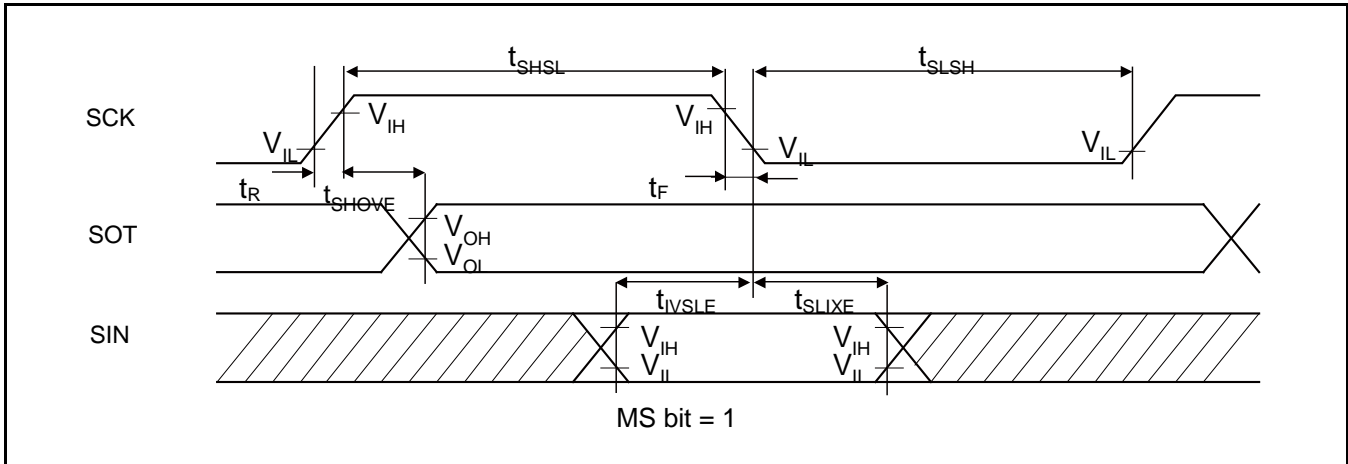 tSHSL tSLSH
SCK
VIH VIH
VIL VIL VIL
tR tSHOVE tF
SOT
VOH
VOL
tIVSLE tSLIXE
SIN
VIH VIH
VIL VIL
MS bit = 1